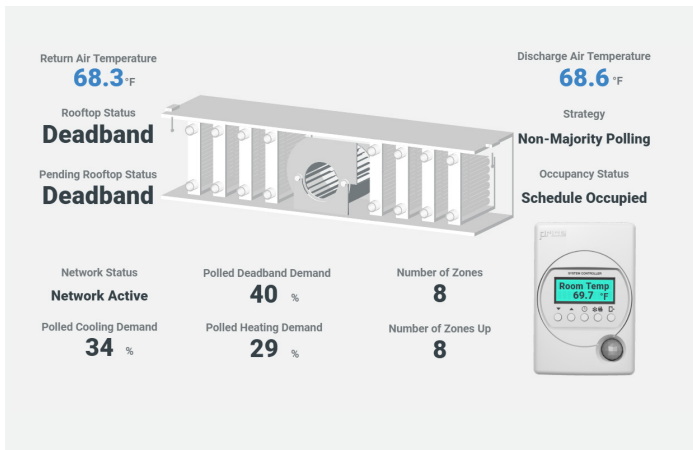 Return Air Temperature
68.3 °F
Rooftop Status
Deadband
Pending Rooftop Status
Deadband
Discharge Air Temperature
68.6 °F
Strategy
Non-Majority Polling
Occupancy Status
Schedule Occupied
Network Status
Network Active
Polled Deadband Demand
40 %
Number of Zones
8
Polled Cooling Demand
34 %
Polled Heating Demand
29 %
Number of Zones Up
8
SYSTEM CONTROLLER
Room Temp
69.7 °F